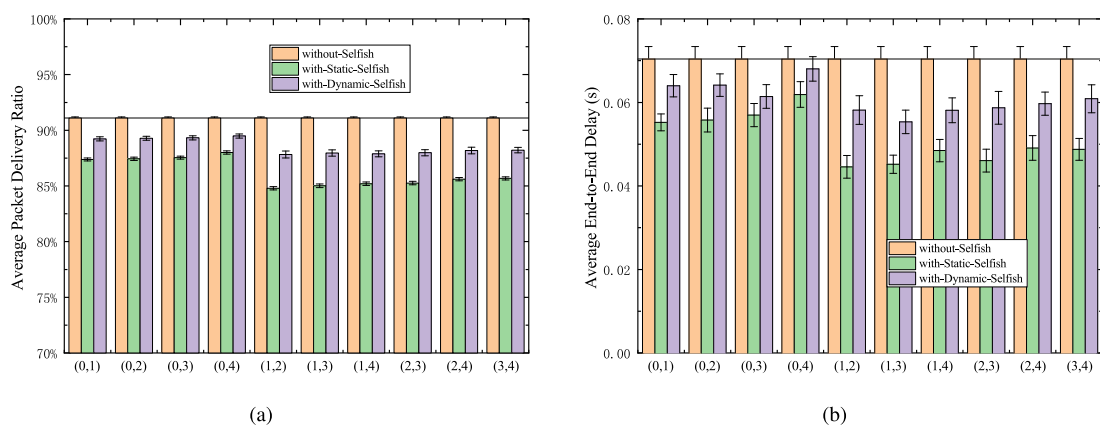 100%
95%
90%
85%
80%
75%
70%
Average Packet Delivery Ratio
without-Selfish
with-Static-Selfish
with-Dynamic-Selfish
(0,1) (0,2) (0,3) (0,4) (1,2) (1,3) (1,4) (2,3) (2,4) (3,4)
(a)
0.08
0.06
0.04
0.02
0.00
Average End-to-End Delay (s)
without-Selfish
with-Static-Selfish
with-Dynamic-Selfish
(0,1) (0,2) (0,3) (0,4) (1,2) (1,3) (1,4) (2,3) (2,4) (3,4)
(b)